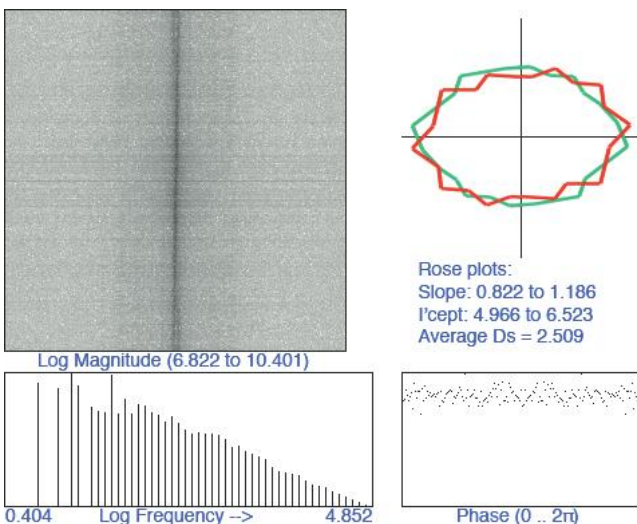 Rose plots:
Slope: 0.822 to 1.186
I'cept: 4.966 to 6.523
Average Ds = 2.509
Log Magnitude (6.822 to 10.401)
0.404 Log Frequency --> 4.852
Phase (0 .. 2π)